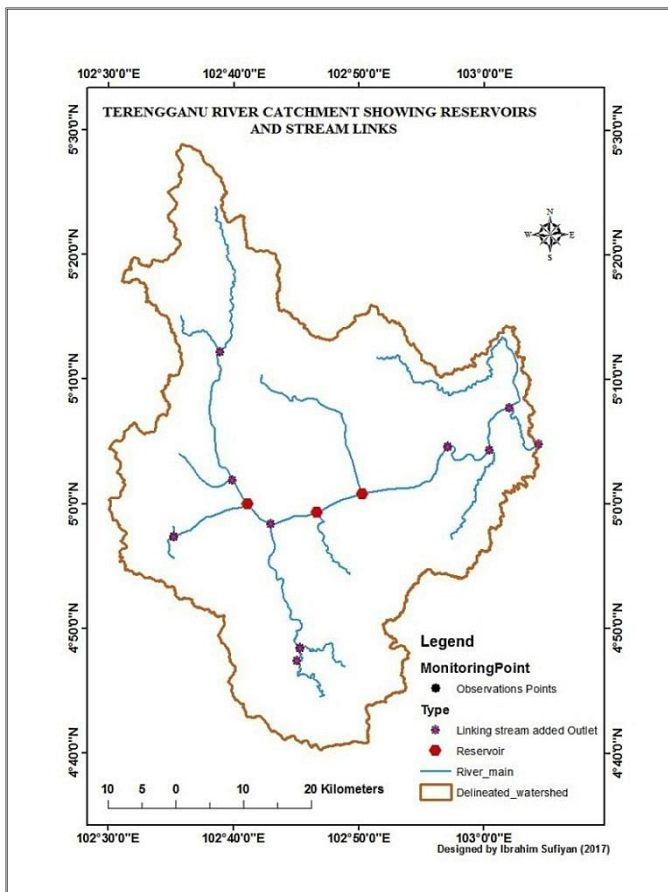 102°30'0"E 102°40'0"E 102°50'0"E 103°0'0"E
TERENGGANU RIVER CATCHMENT SHOWING RESERVOIRS
AND STREAM LINKS
5°30'0"N
5°30'0"N
N
W E
S
5°20'0"N
5°20'0"N
5°10'0"N
5°10'0"N
5°0'0"N
5°0'0"N
4°50'0"N
4°50'0"N
4°40'0"N
4°40'0"N
Legend
MonitoringPoint
Observations Points
Type
Linking stream added Outlet
Reservoir
River_main
Delineated_watershed
10 5 0 10 20 Kilometers
102°30'0"E 102°40'0"E 102°50'0"E 103°0'0"E
Designed by Ibrahim Sufiyan (2017)